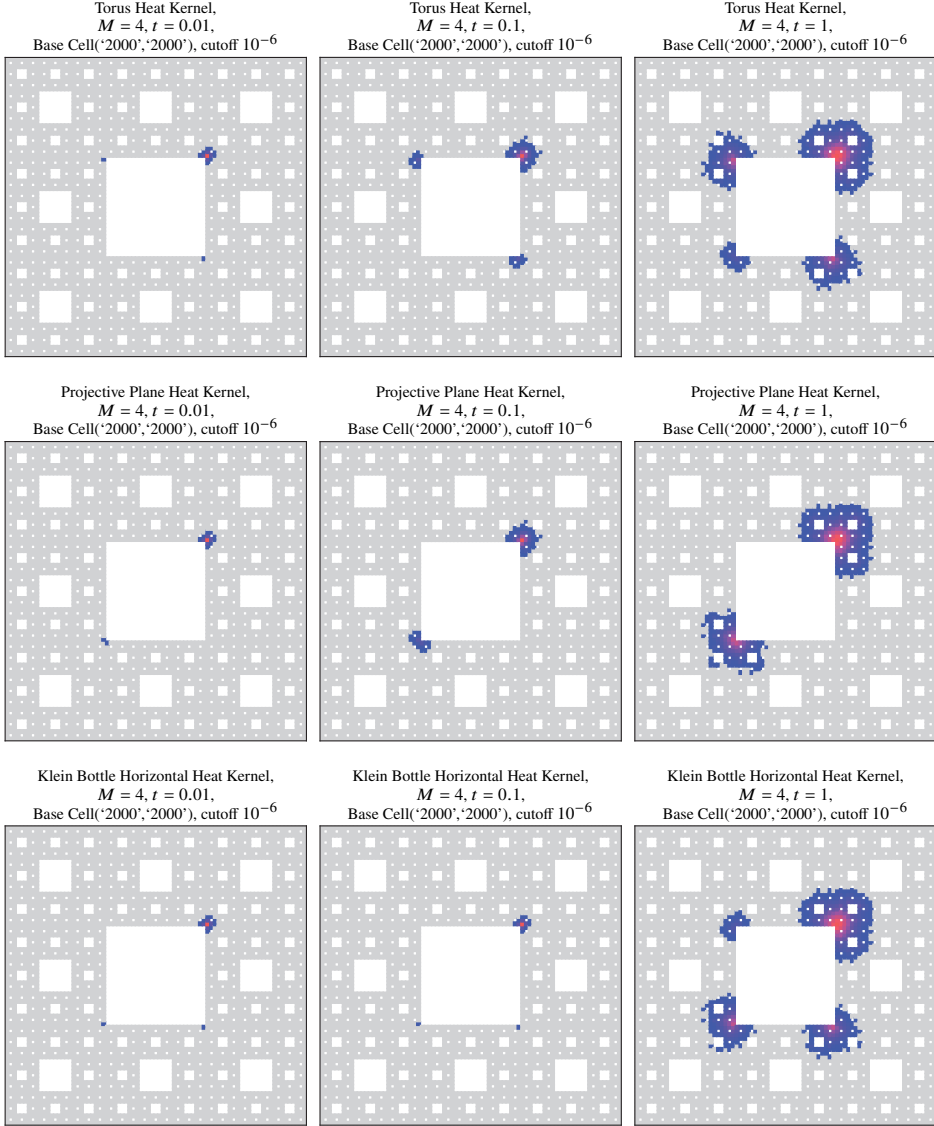 Torus Heat Kernel,
M = 4, t = 0.01,
Base Cell(‘2000’,‘2000’), cutoff 10⁻⁶
Torus Heat Kernel,
M = 4, t = 0.1,
Base Cell(‘2000’,‘2000’), cutoff 10⁻⁶
Torus Heat Kernel,
M = 4, t = 1,
Base Cell(‘2000’,‘2000’), cutoff 10⁻⁶
Projective Plane Heat Kernel,
M = 4, t = 0.01,
Base Cell(‘2000’,‘2000’), cutoff 10⁻⁶
Projective Plane Heat Kernel,
M = 4, t = 0.1,
Base Cell(‘2000’,‘2000’), cutoff 10⁻⁶
Projective Plane Heat Kernel,
M = 4, t = 1,
Base Cell(‘2000’,‘2000’), cutoff 10⁻⁶
Klein Bottle Horizontal Heat Kernel,
M = 4, t = 0.01,
Base Cell(‘2000’,‘2000’), cutoff 10⁻⁶
Klein Bottle Horizontal Heat Kernel,
M = 4, t = 0.1,
Base Cell(‘2000’,‘2000’), cutoff 10⁻⁶
Klein Bottle Horizontal Heat Kernel,
M = 4, t = 1,
Base Cell(‘2000’,‘2000’), cutoff 10⁻⁶